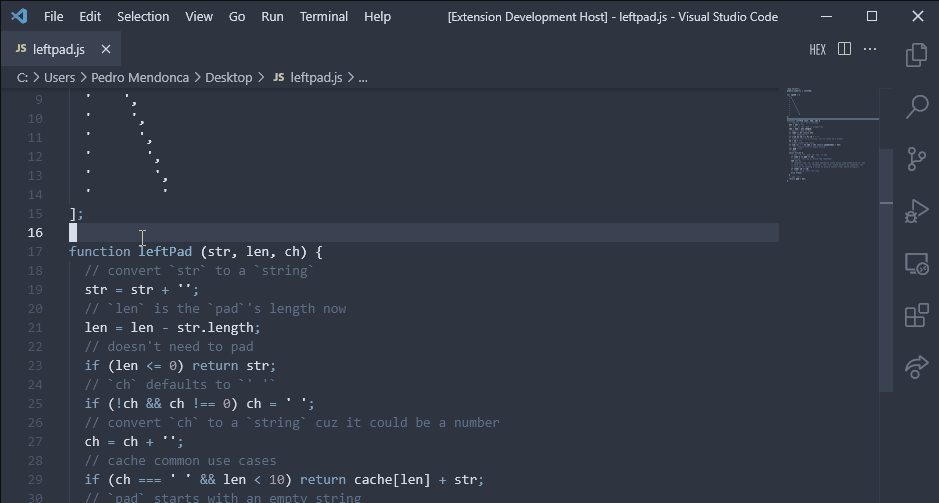 File Edit Selection View Go Run Terminal Help [Extension Development Host] - leftpad.js - Visual Studio Code
JS leftpad.js × HEX
C: > Users > Pedro Mendonca > Desktop > JS leftpad.js > ...
9 '    ',
10 '     ',
11 '      ',
12 '       ',
13 '        ',
14 '         '
15 ];
16
17 function leftPad (str, len, ch) {
18 // convert `str` to a `string`
19 str = str + '';
20 // `len` is the `pad`'s length now
21 len = len - str.length;
22 // doesn't need to pad
23 if (len <= 0) return str;
24 // `ch` defaults to `' '`
25 if (!ch && ch !== 0) ch = ' ';
26 // convert `ch` to a `string` cuz it could be a number
27 ch = ch + '';
28 // cache common use cases
29 if (ch === ' ' && len < 10) return cache[len] + str;
30 // `pad` starts with an empty string